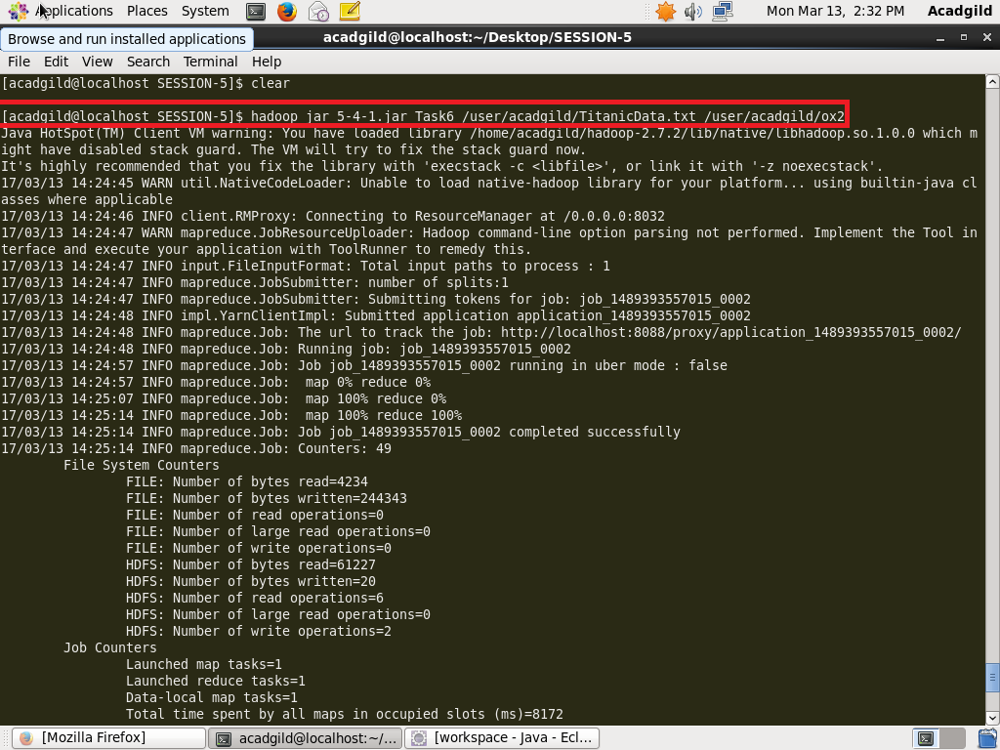 Applications Places System Mon Mar 13, 2:32 PM Acadgild
Browse and run installed applications
acadgild@localhost:~/Desktop/SESSION-5
File Edit View Search Terminal Help
[acadgild@localhost SESSION-5]$ clear
[acadgild@localhost SESSION-5]$ hadoop jar 5-4-1.jar Task6 /user/acadgild/TitanicData.txt /user/acadgild/ox2
Java HotSpot(TM) Client VM warning: You have loaded library /home/acadgild/hadoop-2.7.2/lib/native/libhadoop.so.1.0.0 which m
ight have disabled stack guard. The VM will try to fix the stack guard now.
It's highly recommended that you fix the library with 'execstack -c <libfile>', or link it with '-z noexecstack'.
17/03/13 14:24:45 WARN util.NativeCodeLoader: Unable to load native-hadoop library for your platform... using builtin-java cl
asses where applicable
17/03/13 14:24:46 INFO client.RMProxy: Connecting to ResourceManager at /0.0.0.0:8032
17/03/13 14:24:47 WARN mapreduce.JobResourceUploader: Hadoop command-line option parsing not performed. Implement the Tool in
terface and execute your application with ToolRunner to remedy this.
17/03/13 14:24:47 INFO input.FileInputFormat: Total input paths to process : 1
17/03/13 14:24:47 INFO mapreduce.JobSubmitter: number of splits:1
17/03/13 14:24:47 INFO mapreduce.JobSubmitter: Submitting tokens for job: job_1489393557015_0002
17/03/13 14:24:48 INFO impl.YarnClientImpl: Submitted application application_1489393557015_0002
17/03/13 14:24:48 INFO mapreduce.Job: The url to track the job: http://localhost:8088/proxy/application_1489393557015_0002/
17/03/13 14:24:48 INFO mapreduce.Job: Running job: job_1489393557015_0002
17/03/13 14:24:57 INFO mapreduce.Job: Job job_1489393557015_0002 running in uber mode : false
17/03/13 14:24:57 INFO mapreduce.Job:  map 0% reduce 0%
17/03/13 14:25:07 INFO mapreduce.Job:  map 100% reduce 0%
17/03/13 14:25:14 INFO mapreduce.Job:  map 100% reduce 100%
17/03/13 14:25:14 INFO mapreduce.Job: Job job_1489393557015_0002 completed successfully
17/03/13 14:25:14 INFO mapreduce.Job: Counters: 49
File System Counters
FILE: Number of bytes read=4234
FILE: Number of bytes written=244343
FILE: Number of read operations=0
FILE: Number of large read operations=0
FILE: Number of write operations=0
HDFS: Number of bytes read=61227
HDFS: Number of bytes written=20
HDFS: Number of read operations=6
HDFS: Number of large read operations=0
HDFS: Number of write operations=2
Job Counters
Launched map tasks=1
Launched reduce tasks=1
Data-local map tasks=1
Total time spent by all maps in occupied slots (ms)=8172
[Mozilla Firefox] acadgild@localhost:~/... [workspace - Java - Ecl...